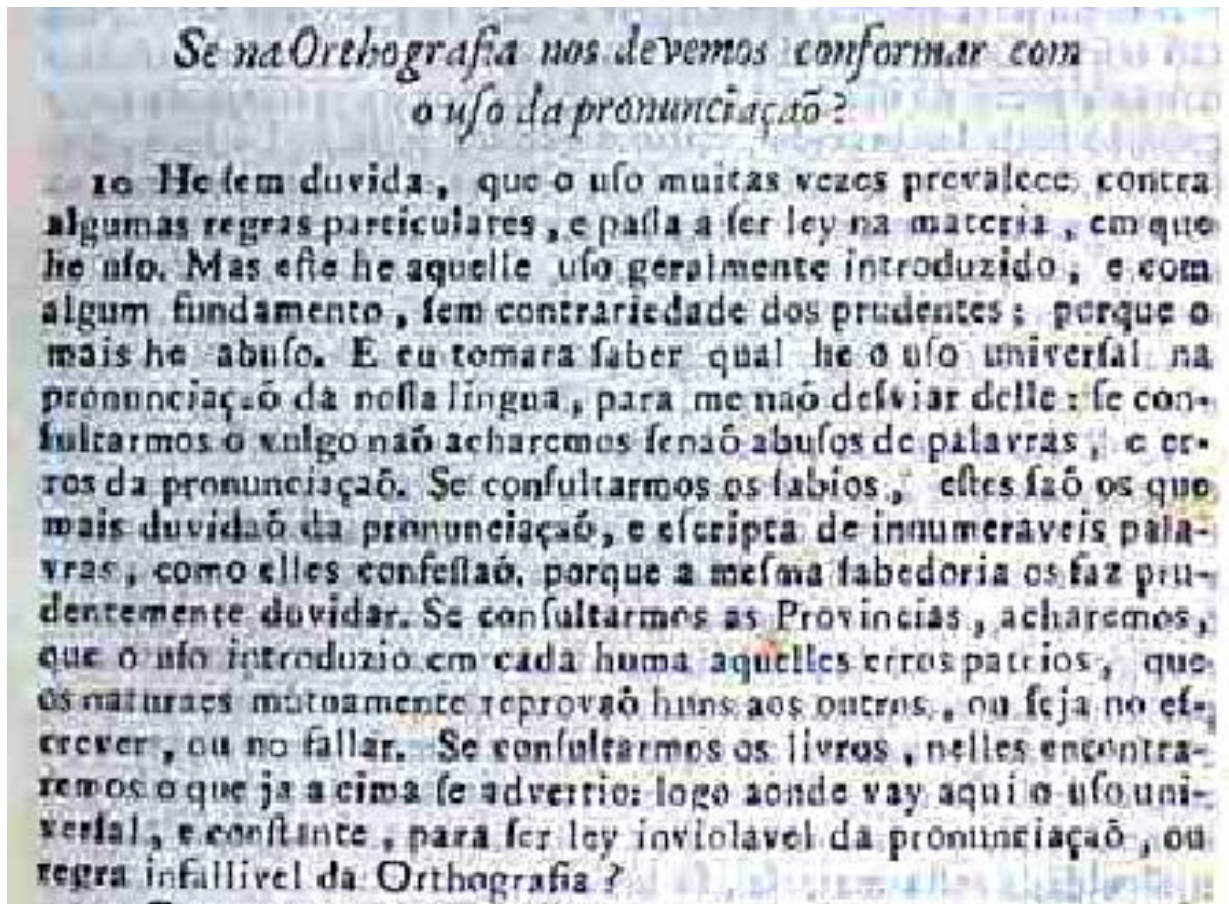 Se na Orthografia nos devemos conformar com
o uſo da pronunciaçaõ?
10 He ſem duvida, que o uſo muitas vezes prevalece contra
algumas regras particulares, e paſſa a ſer ley na materia, em que
he uſo. Mas eſte he aquelle uſo geralmente introduzido, e com
algum fundamento, ſem contrariedade dos prudentes; porque o
mais he abuſo. E eu tomara ſaber qual he o uſo univerſal na
pronunciaçaõ da noſſa lingua, para me naõ deſviar delle: ſe con-
ſultarmos o vulgo naõ acharemos ſenaõ abuſos de palavras, e er-
ros da pronunciaçaõ. Se conſultarmos os ſabios, eſtes ſaõ os que
mais duvidaõ da pronunciaçaõ, e eſcripta de innumeraveis pala-
vras, como elles confeſſaõ, porque a meſma ſabedoria os faz pru-
dentemente duvidar. Se conſultarmos as Provincias, acharemos,
que o uſo introduzio em cada huma aquelles erros patrios, que
os naturaes mutuamente reprovaõ huns aos outros, ou ſeja no eſ-
crever, ou no fallar. Se conſultarmos os livros, nelles encontra-
remos o que ja a cima ſe advertio: logo aonde vay aqui o uſo uni-
verſal, e conſtante, para ſer ley inviolavel da pronunciaçaõ, ou
regra infallivel da Orthografia?